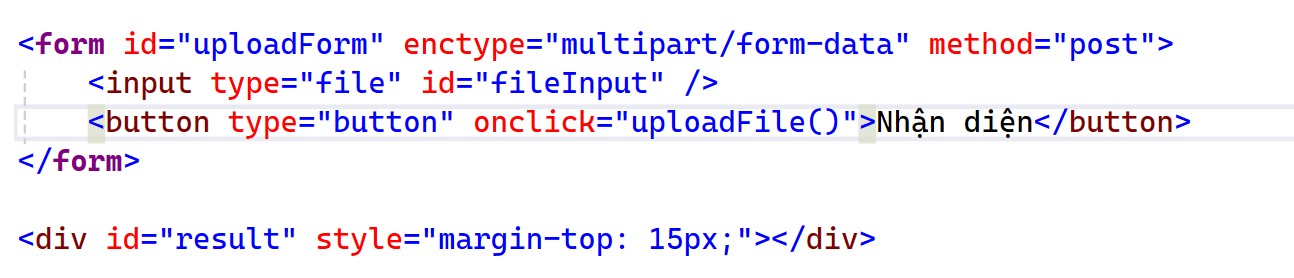 <form id="uploadForm" enctype="multipart/form-data" method="post">
<input type="file" id="fileInput" />
<button type="button" onclick="uploadFile()">Nhận diện</button>
</form>
<div id="result" style="margin-top: 15px;"></div>